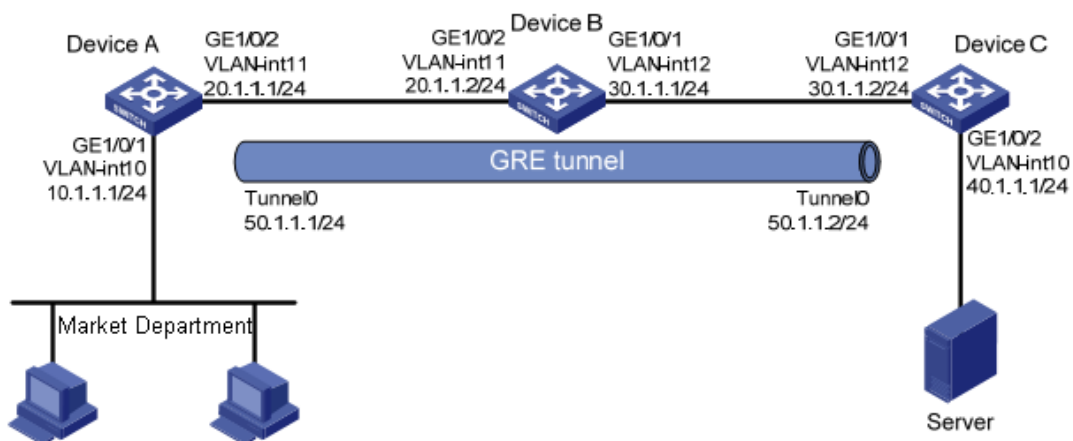 Device A
GE1/0/2
VLAN-int11
20.1.1.1/24
GE1/0/2
VLAN-int11
20.1.1.2/24
Device B
GE1/0/1
VLAN-int12
30.1.1.1/24
GE1/0/1
VLAN-int12
30.1.1.2/24
Device C
SWITCH
SWITCH
SWITCH
GE1/0/1
VLAN-int10
10.1.1.1/24
GRE tunnel
Tunnel0
50.1.1.1/24
Tunnel0
50.1.1.2/24
GE1/0/2
VLAN-int10
40.1.1.1/24
Market Department
Server